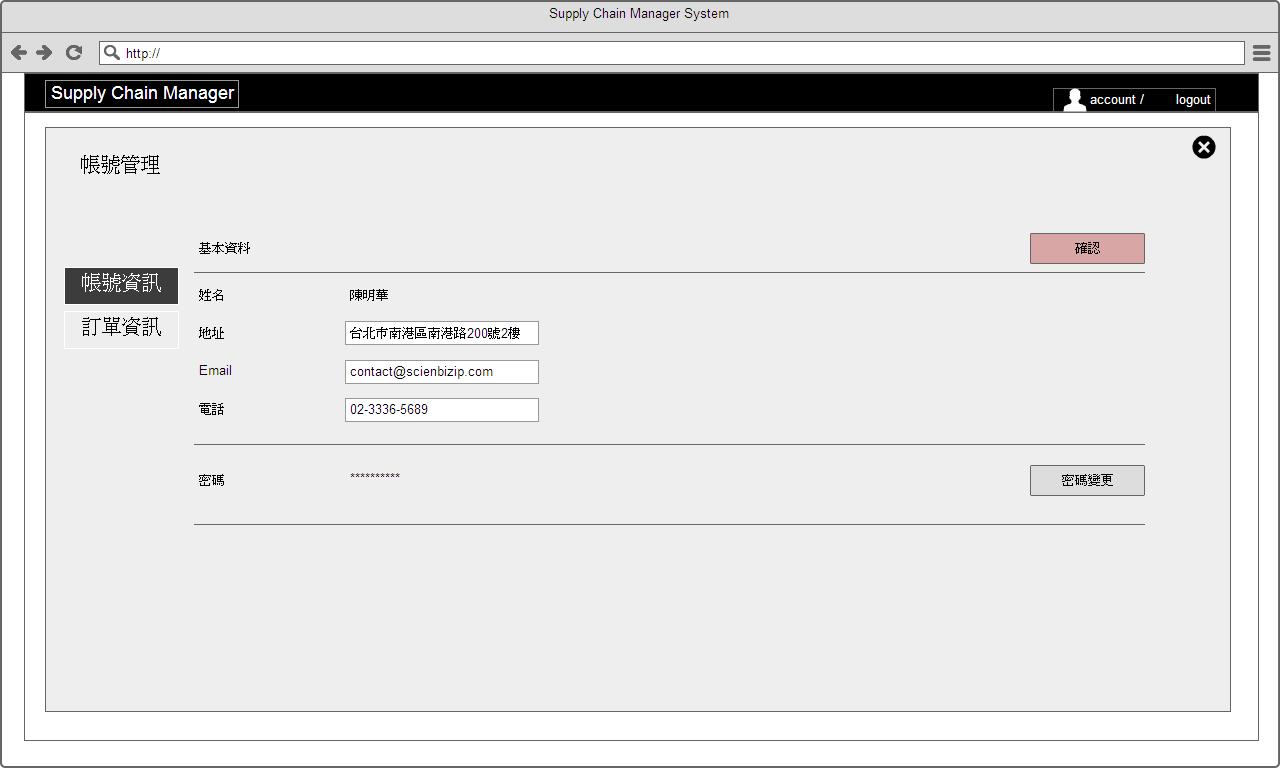 Supply Chain Manager System
http://
Supply Chain Manager
account / logout
帳號管理
基本資料 確認
帳號資訊
訂單資訊
姓名 陳明華
地址 台北市南港區南港路200號2樓
Email contact@scienbizip.com
電話 02-3336-5689
密碼 ********** 密碼變更